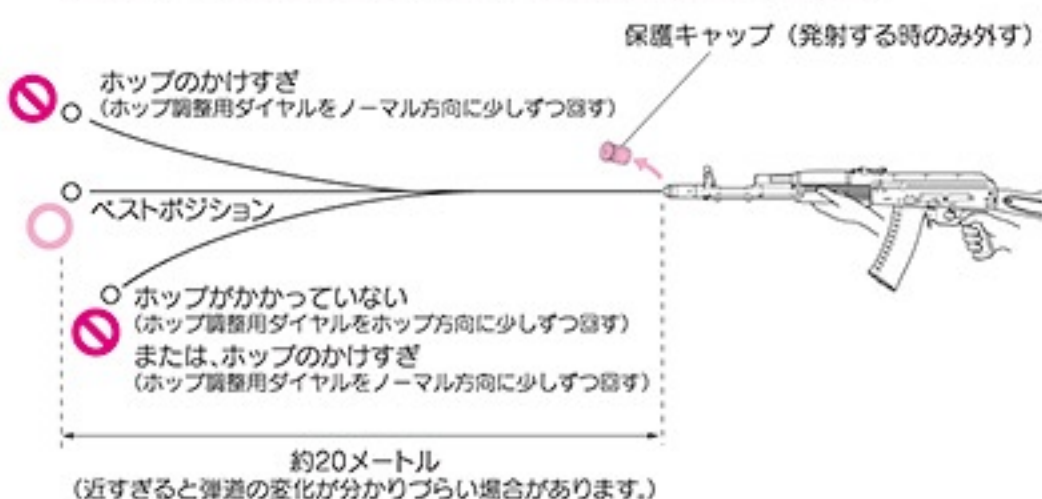 保護キャップ（発射する時のみ外す）
ホップのかけすぎ
（ホップ調整用ダイヤルをノーマル方向に少しずつ回す）
ベストポジション
ホップがかかっていない
（ホップ調整用ダイヤルをホップ方向に少しずつ回す）
または、ホップのかけすぎ
（ホップ調整用ダイヤルをノーマル方向に少しずつ回す）
約20メートル
（近すぎると弾道の変化が分かりづらい場合があります。）